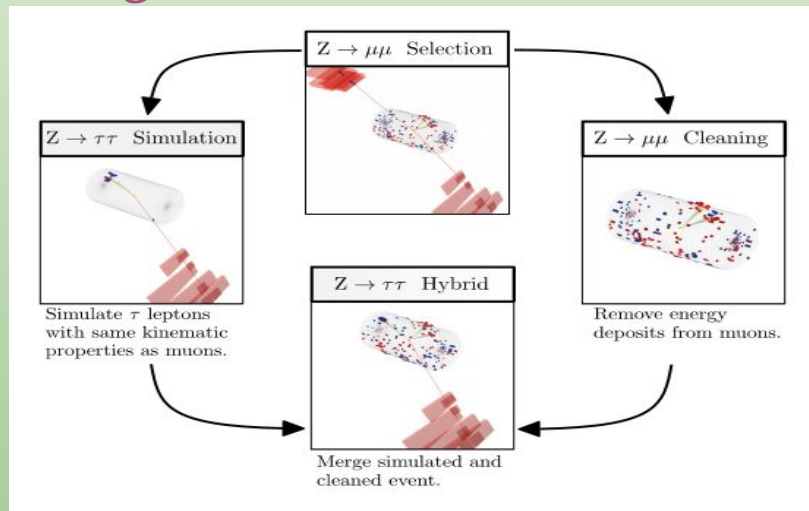 Z → μμ Selection
Z → ττ Simulation
Z → μμ Cleaning
Simulate τ leptons
with same kinematic
properties as muons.
Z → ττ Hybrid
Remove energy
deposits from muons.
Merge simulated and
cleaned event.